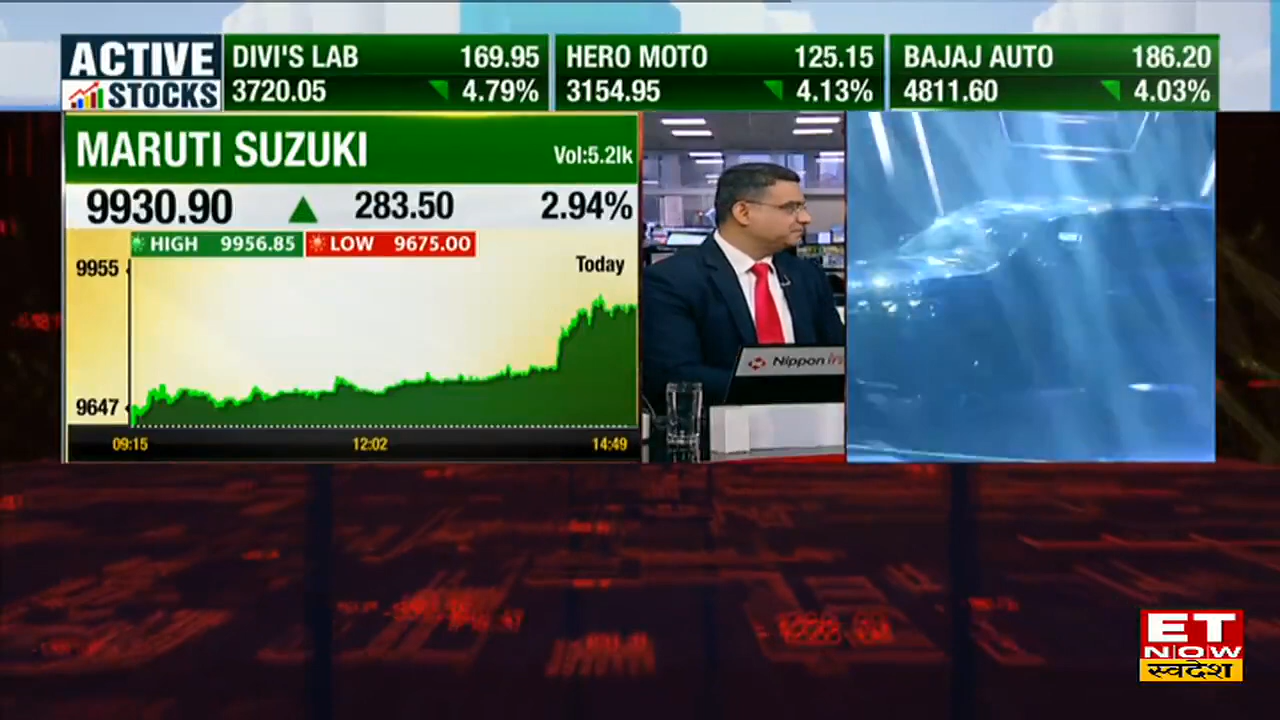 ACTIVE
STOCKS
DIVI'S LAB 169.95
3720.05 4.79%
HERO MOTO 125.15
3154.95 4.13%
BAJAJ AUTO 186.20
4811.60 4.03%
MARUTI SUZUKI Vol:5.2lk
9930.90 283.50 2.94%
HIGH 9956.85 LOW 9675.00
9955 Today
9647
09:15 12:02 14:49
Nippon in
ET
NOW
स्वदेश